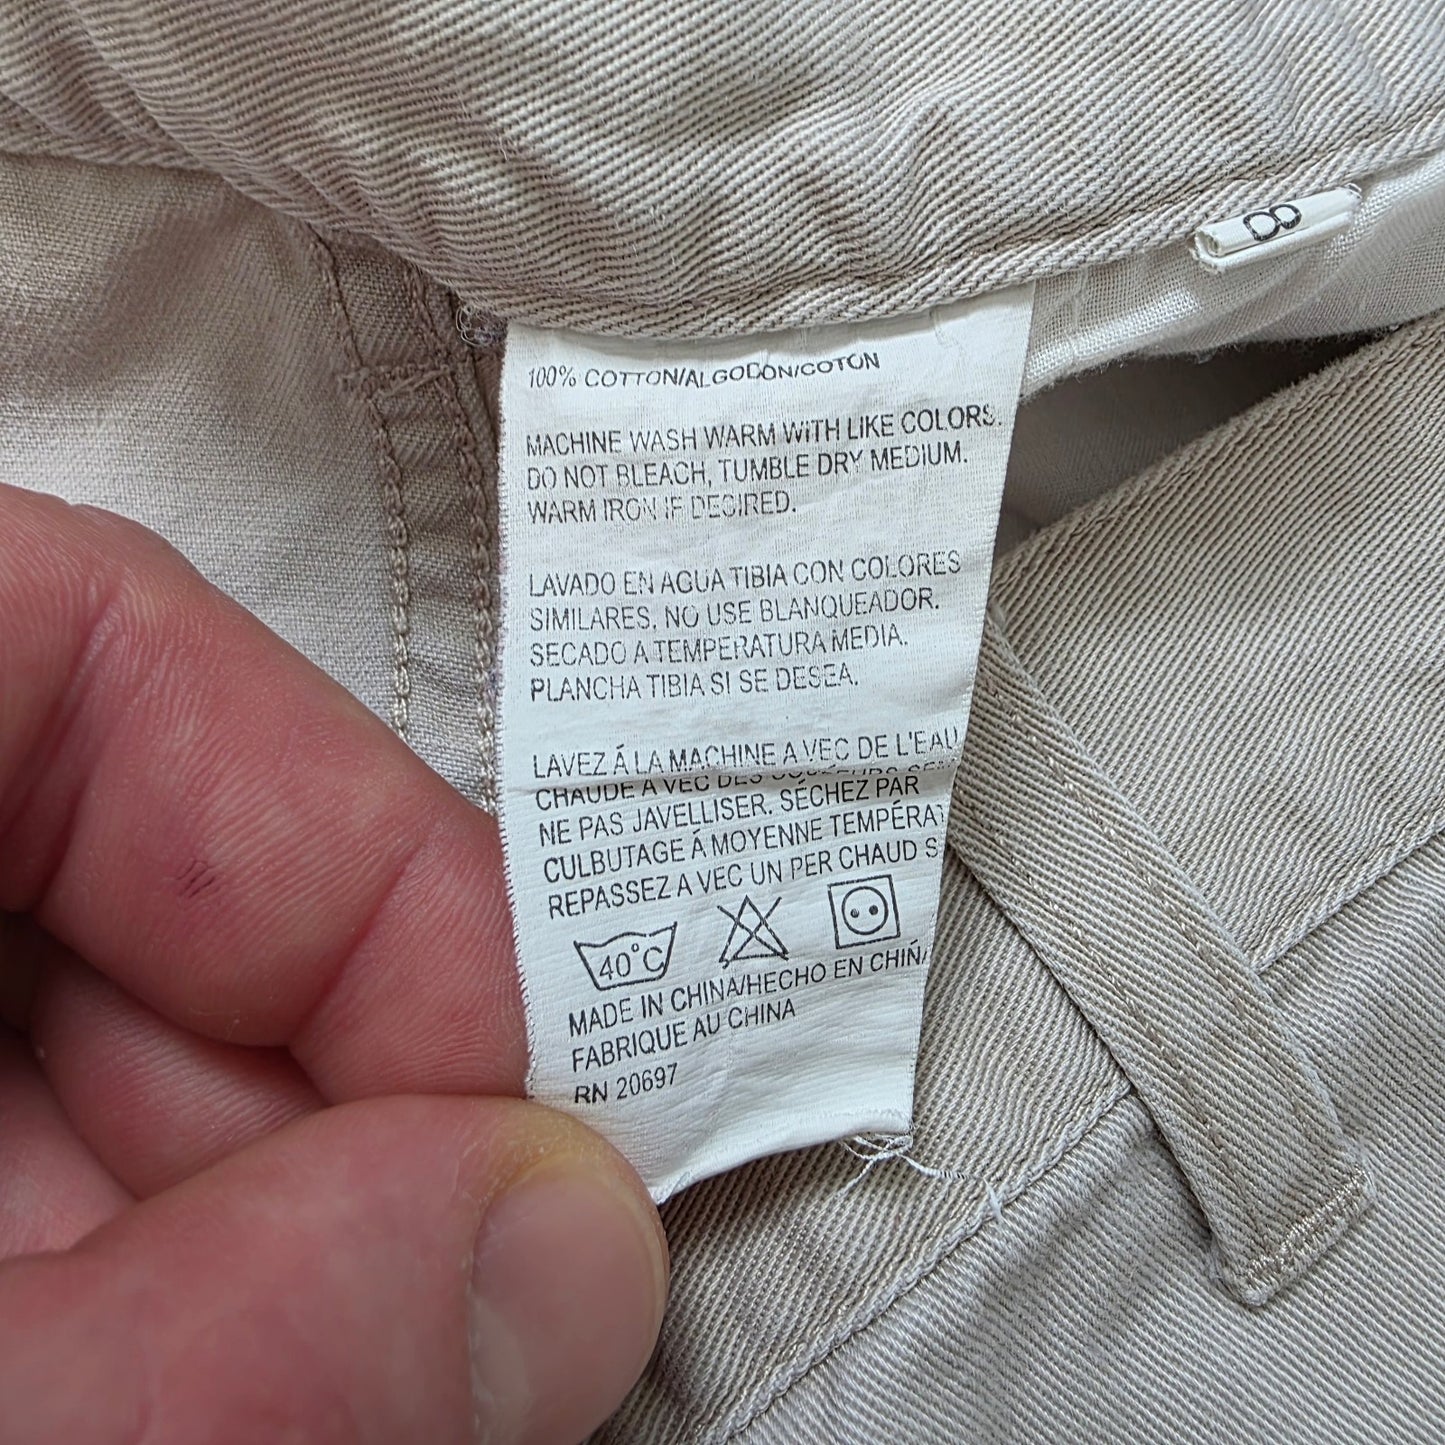 8
100% COTTON/ALGODON/COTON
MACHINE WASH WARM WITH LIKE COLORS.
DO NOT BLEACH, TUMBLE DRY MEDIUM.
WARM IRON IF DESIRED.
LAVADO EN AGUA TIBIA CON COLORES
SIMILARES, NO USE BLANQUEADOR.
SECADO A TEMPERATURA MEDIA.
PLANCHA TIBIA SI SE DESEA.
LAVEZ Á LA MACHINE A VEC DE L'EAU
CHAUDE A VEC DES COULEURS
NE PAS JAVELLISER. SÉCHEZ PAR
CULBUTAGE Á MOYENNE TEMPÉRAT
REPASSEZ A VEC UN PER CHAUD S
40°C
MADE IN CHINA/HECHO EN CHIÑA
FABRIQUE AU CHINA
RN 20697